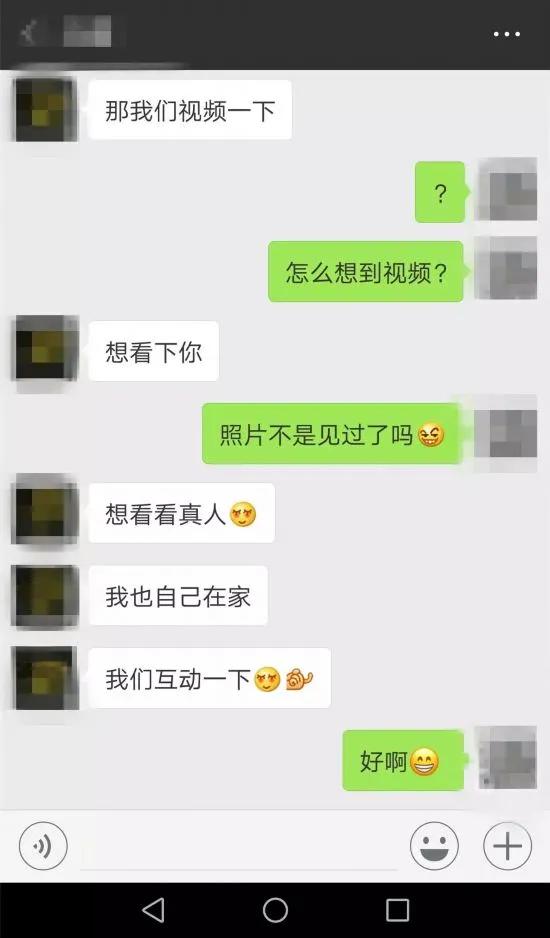 那我们视频一下
?
怎么想到视频?
想看下你
照片不是见过了吗
想看看真人
我也自己在家
我们互动一下
好啊